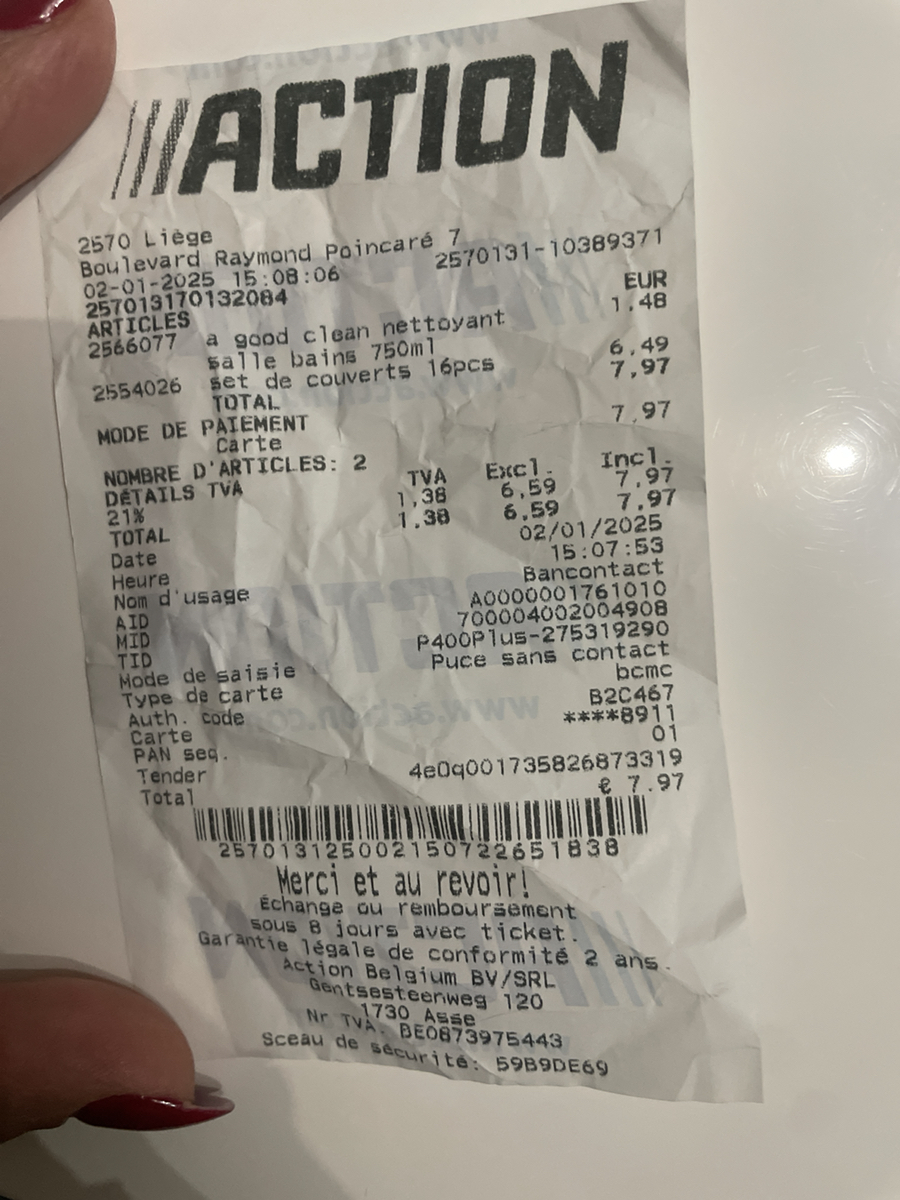 ACTION
2570 Liège
Boulevard Raymond Poincaré 7
02-01-2025 15:08:06 2570131-10389371
257013170132084
ARTICLES EUR
2566077 a good clean nettoyant 1,48
salle bains 750ml
2554026 set de couverts 16pcs 6,49
TOTAL 7,97
MODE DE PAIEMENT
Carte 7,97
NOMBRE D'ARTICLES: 2
DÉTAILS TVA TVA Excl. Incl.
21% 1,38 6,59 7,97
TOTAL 1,38 6,59 7,97
Date 02/01/2025
Heure 15:07:53
Nom d'usage Bancontact
AID A0000001761010
MID 700004002004908
TID P400Plus-275319290
Mode de saisie Puce sans contact
Type de carte bcmc
Auth. code B2C467
Carte ****8911
PAN seq. 01
Tender 4e0q001735826873319
Total € 7.97
257013125002150722651838
Merci et au revoir!
Échange ou remboursement
sous 8 jours avec ticket.
Garantie légale de conformité 2 ans.
Action Belgium BV/SRL
Gentsesteenweg 120
1730 Asse
Nr TVA. BE0873975443
Sceau de sécurité: 59B9DE69